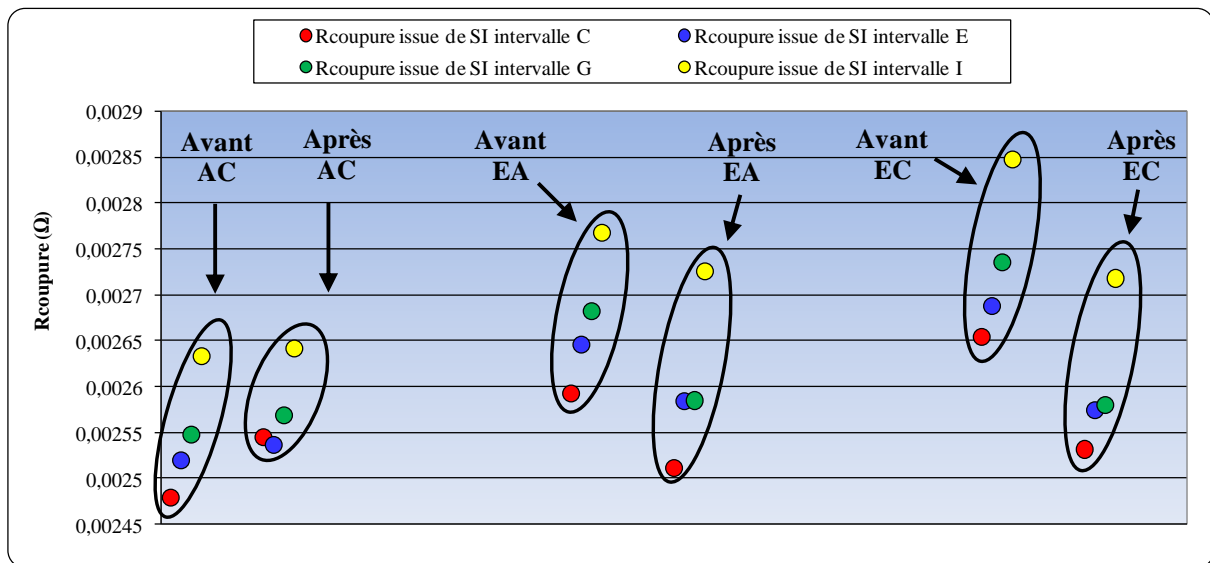 Rcoupure issue de SI intervalle C
Rcoupure issue de SI intervalle E
Rcoupure issue de SI intervalle G
Rcoupure issue de SI intervalle I
0,0029
0,00285
0,0028
0,00275
0,0027
0,00265
0,0026
0,00255
0,0025
0,00245
Rcoupure (Ω)
Avant
AC
Après
AC
Avant
EA
Après
EA
Avant
EC
Après
EC